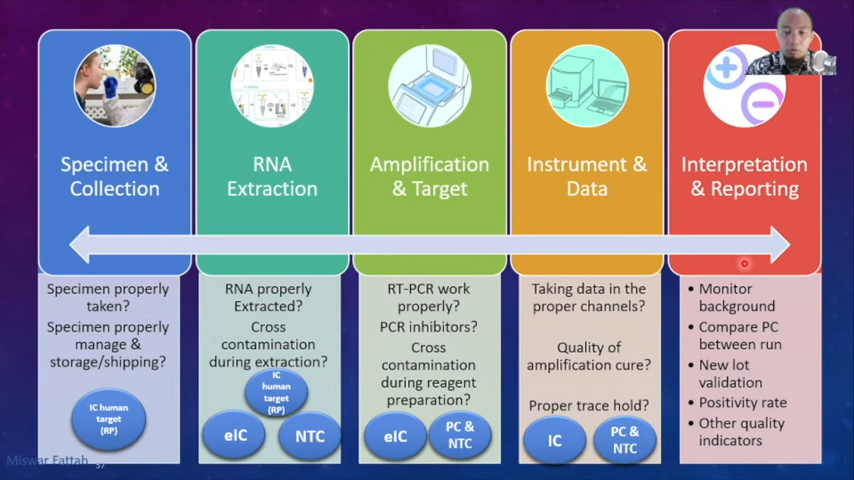 Specimen &
Collection
RNA
Extraction
Amplification
& Target
Instrument &
Data
Interpretation
& Reporting
Specimen properly
taken?
Specimen properly
manage &
storage/shipping?
IC human
target
(RP)
RNA properly
Extracted?
Cross
contamination
during extraction?
IC
human
target
(RP)
eIC
NTC
RT-PCR work
properly?
PCR inhibitors?
Cross
contamination
during reagent
preparation?
eIC
PC &
NTC
Taking data in the
proper channels?
Quality of
amplification cure?
Proper trace hold?
IC
PC &
NTC
• Monitor
background
• Compare PC
between run
• New lot
validation
• Positivity rate
• Other quality
indicators
Miswar Fattah
57